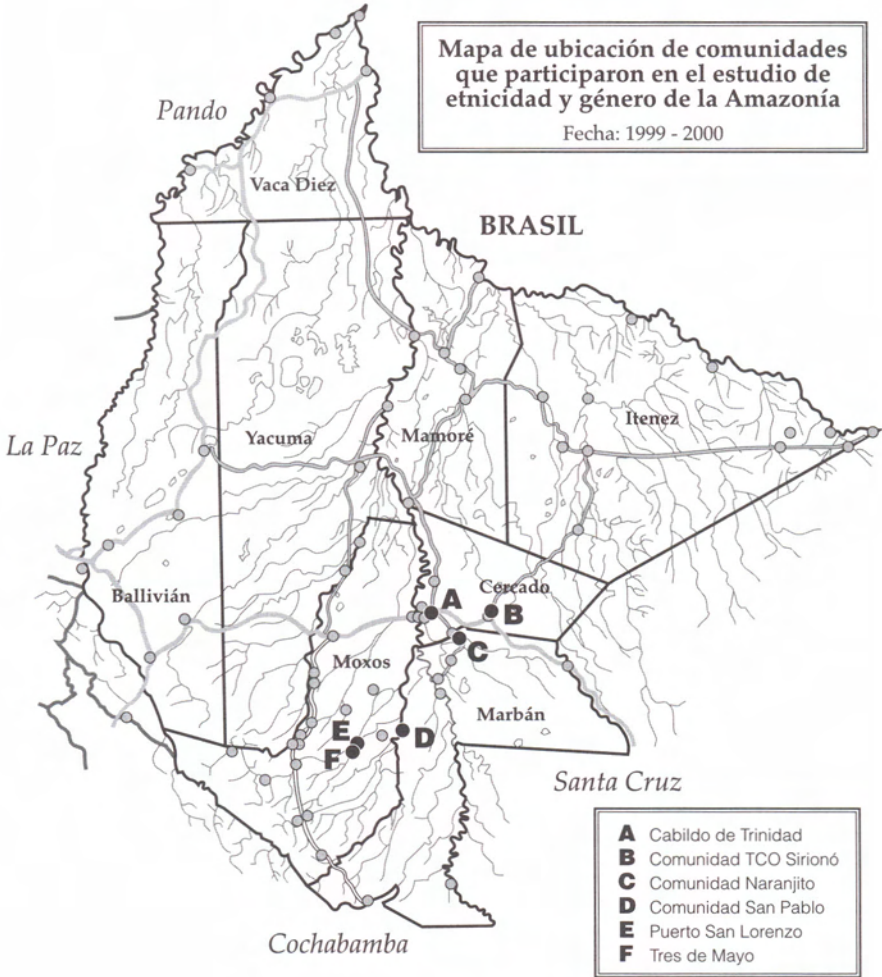 Mapa de ubicación de comunidades
que participaron en el estudio de
etnicidad y género de la Amazonía
Fecha: 1999 - 2000
Pando
Vaca Diez
BRASIL
La Paz
Yacuma
Mamoré
Itenez
Ballivián
Cercado
A
B
C
Moxos
Marbán
E
D
F
Santa Cruz
Cochabamba
A Cabildo de Trinidad
B Comunidad TCO Sirionó
C Comunidad Naranjito
D Comunidad San Pablo
E Puerto San Lorenzo
F Tres de Mayo